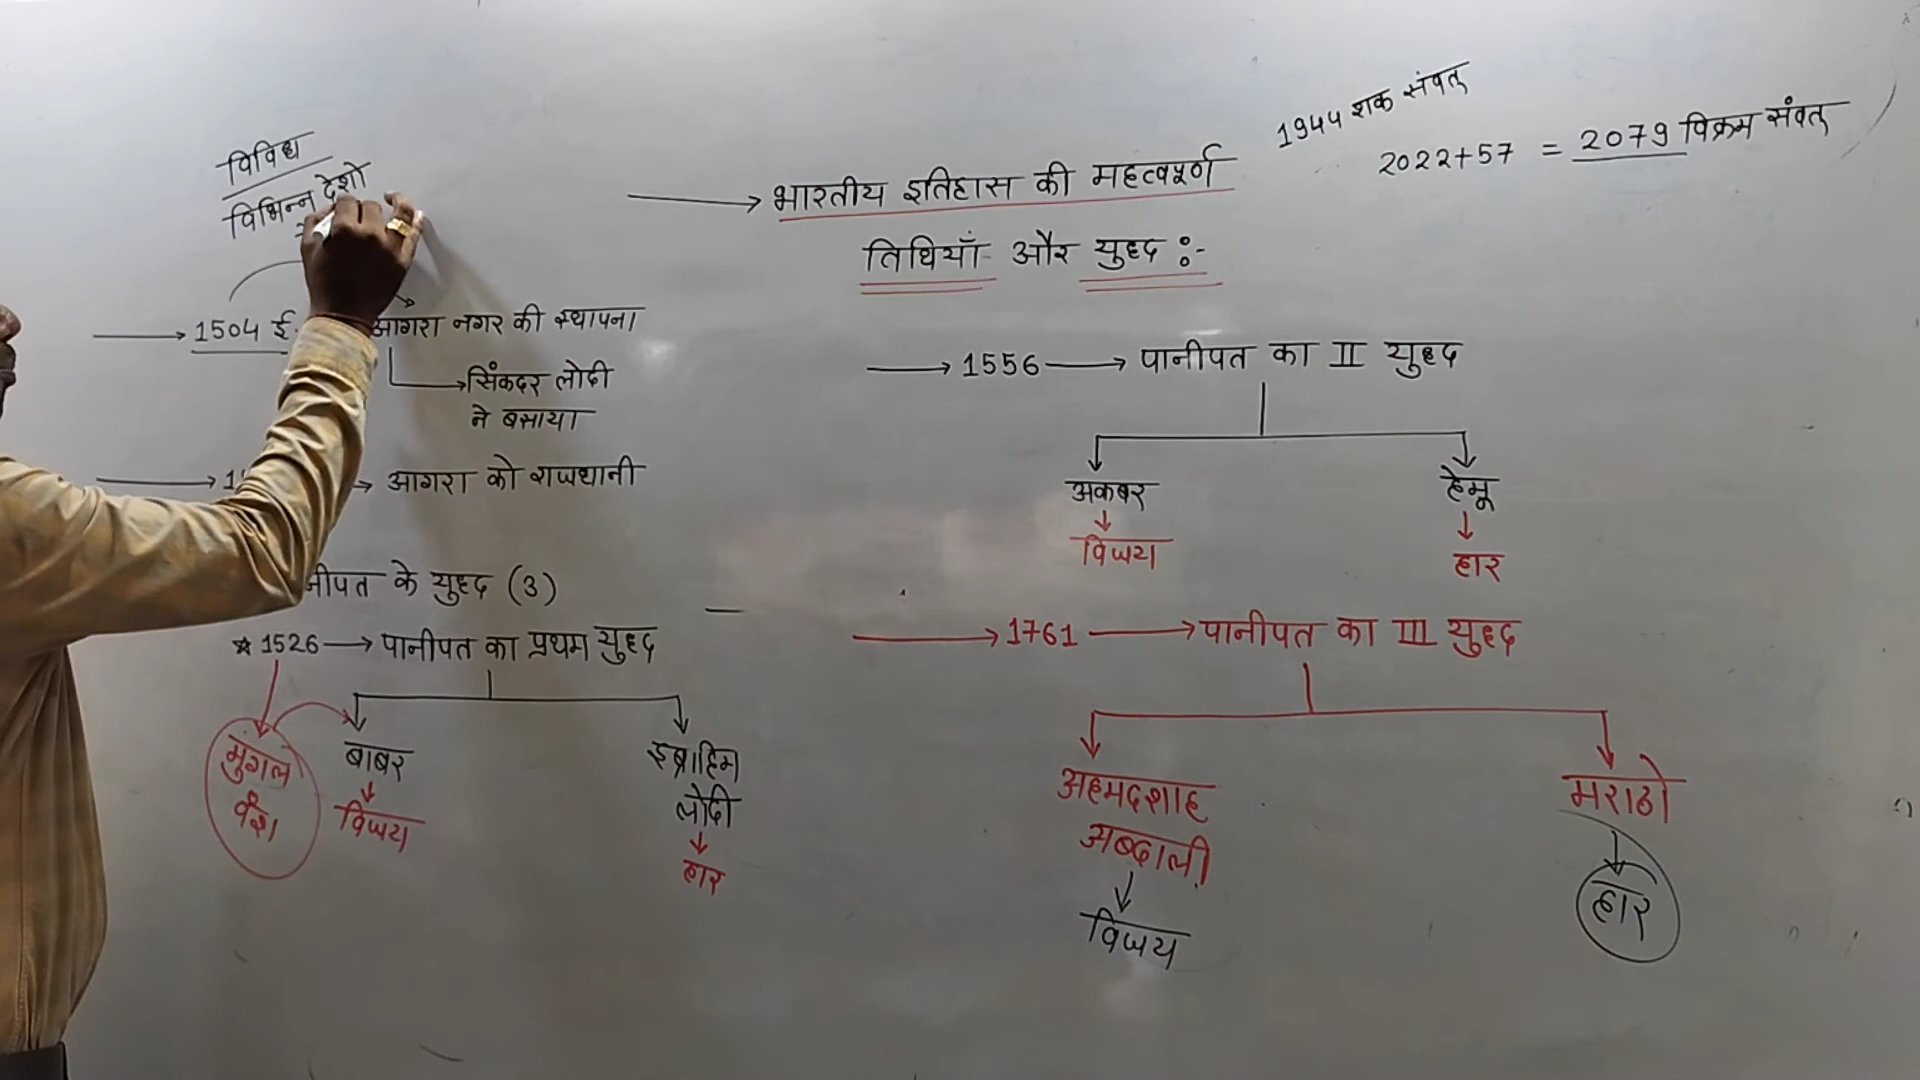 1944 शक संवत्
2022+57 = 2079 विक्रम संवत्
भारतीय इतिहास की महत्वपूर्ण
तिथियाँ और युद्ध :-
विविध
विभिन्न देशो
1504 ई. आगरा नगर की स्थापना
सिंकदर लोदी
ने बसाया
आगरा को राजधानी
नीपत के युद्ध (3)
* 1526 → पानीपत का प्रथम युद्ध
मुगल
वंश
बाबर
विजय
इब्राहिम
लोदी
हार
1556 → पानीपत का II युद्ध
अकबर
विजय
हेमू
हार
1761 → पानीपत का III युद्ध
अहमदशाह
अब्दाली
विजय
मराठो
हार